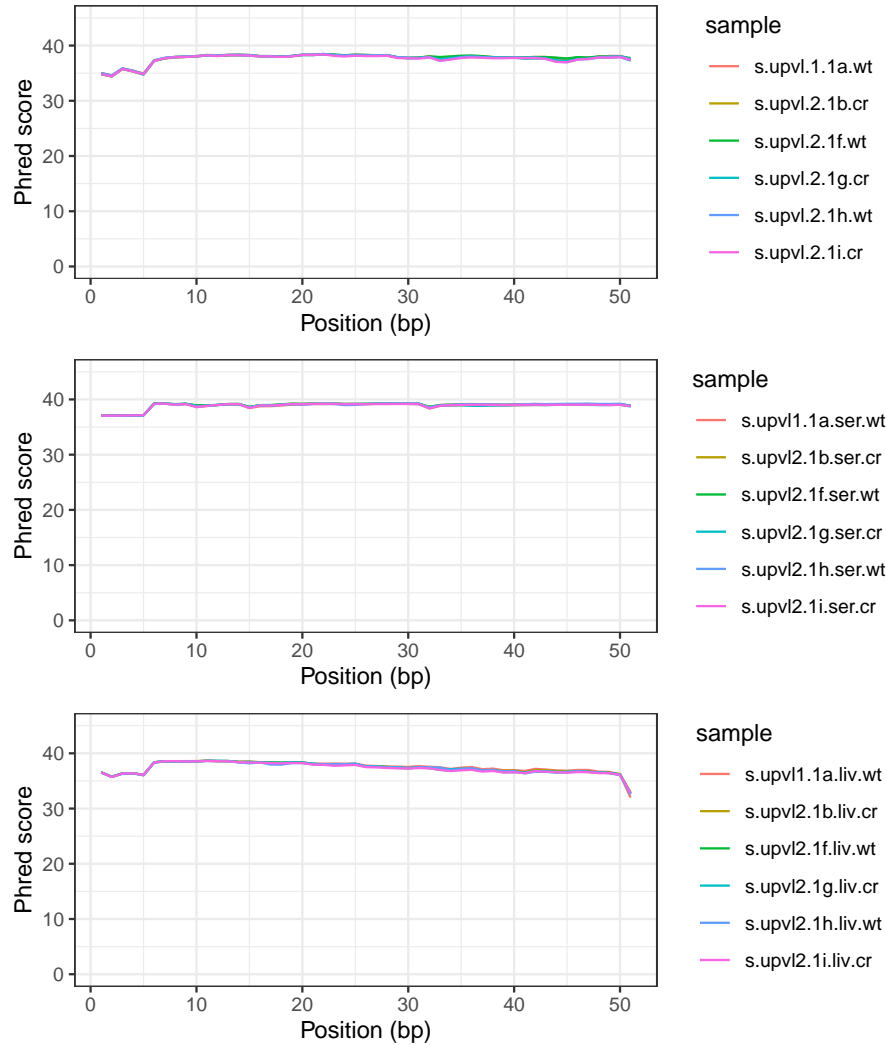 sample
40
30
20
10
0
Phred score
s.upvl.1.1a.wt
s.upvl.2.1b.cr
s.upvl.2.1f.wt
s.upvl.2.1g.cr
s.upvl.2.1h.wt
s.upvl.2.1i.cr
0 10 20 30 40 50
Position (bp)
sample
40
30
20
10
0
Phred score
s.upvl1.1a.ser.wt
s.upvl2.1b.ser.cr
s.upvl2.1f.ser.wt
s.upvl2.1g.ser.cr
s.upvl2.1h.ser.wt
s.upvl2.1i.ser.cr
0 10 20 30 40 50
Position (bp)
sample
40
30
20
10
0
Phred score
s.upvl1.1a.liv.wt
s.upvl2.1b.liv.cr
s.upvl2.1f.liv.wt
s.upvl2.1g.liv.cr
s.upvl2.1h.liv.wt
s.upvl2.1i.liv.cr
0 10 20 30 40 50
Position (bp)